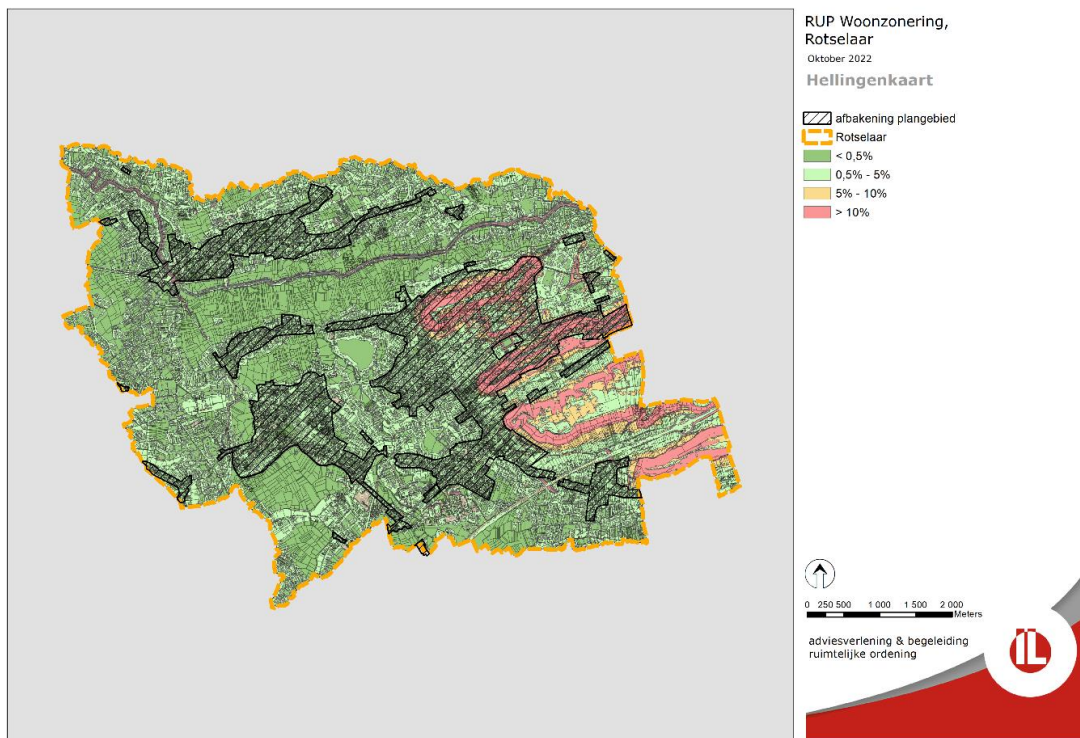 RUP Woonzonering,
Rotselaar
Oktober 2022
Hellingenkaart
afbakening plangebied
Rotselaar
< 0,5%
0,5% - 5%
5% - 10%
> 10%
0 250 500 1 000 1 500 2 000
Meters
adviesverlening & begeleiding
ruimtelijke ordening
IL